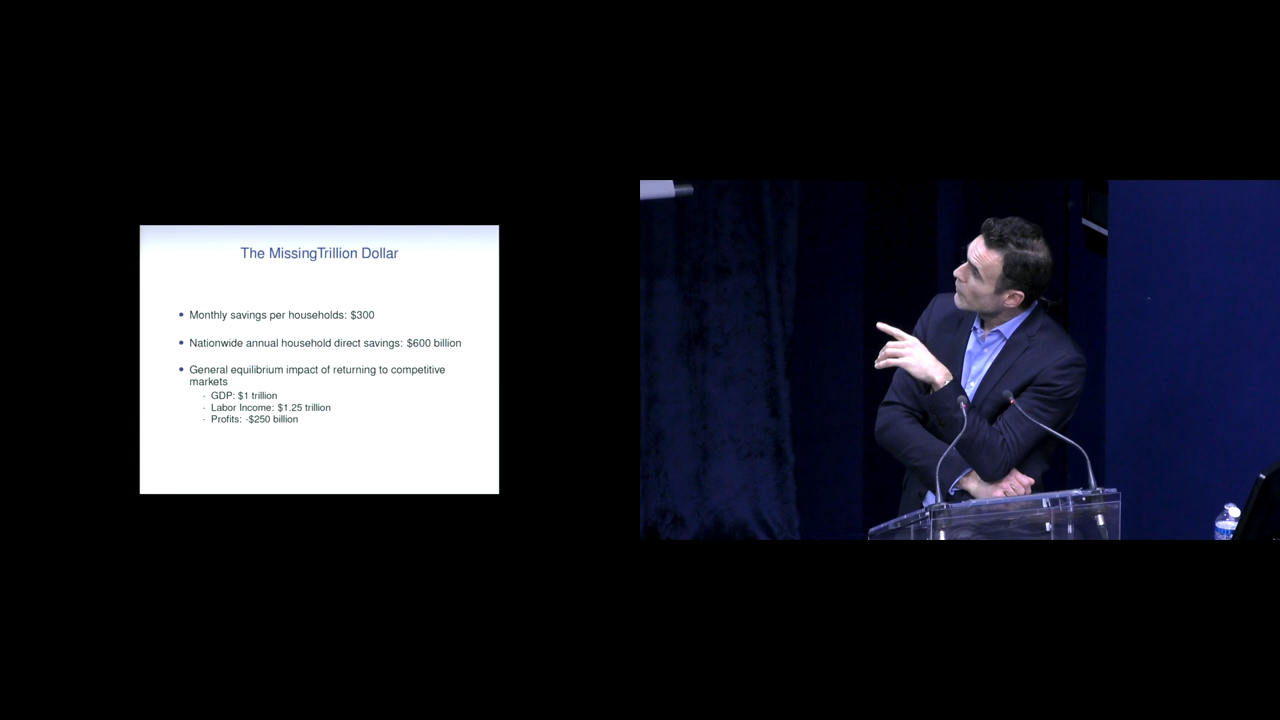 The MissingTrillion Dollar
Monthly savings per households: $300
Nationwide annual household direct savings: $600 billion
General equilibrium impact of returning to competitive
markets
- GDP: $1 trillion
- Labor Income: $1.25 trillion
- Profits: -$250 billion